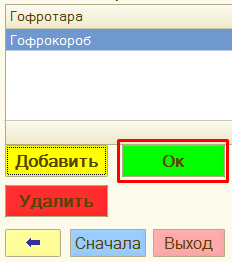 Гофротара
Гофрокороб
Добавить Ок
Удалить
Сначала Выход